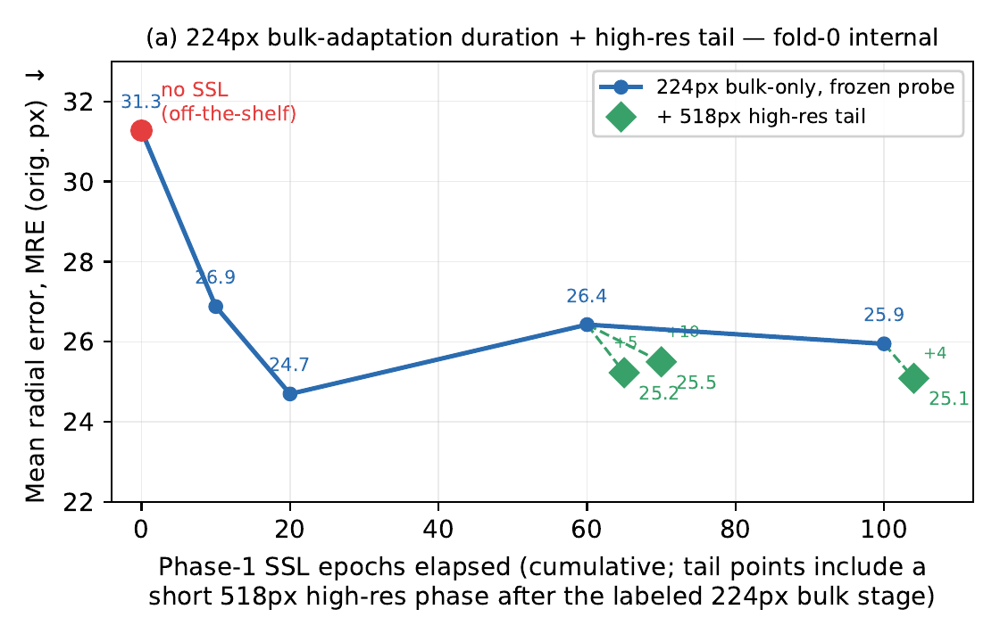 (a) 224px bulk-adaptation duration + high-res tail — fold-0 internal
Mean radial error, MRE (orig. px) ↓
32
30
28
26
24
22
31.3
no SSL
(off-the-shelf)
224px bulk-only, frozen probe
+ 518px high-res tail
26.9
24.7
26.4
25.9
+5
+10
+4
25.2
25.5
25.1
0
20
40
60
80
100
Phase-1 SSL epochs elapsed (cumulative; tail points include a
short 518px high-res phase after the labeled 224px bulk stage)